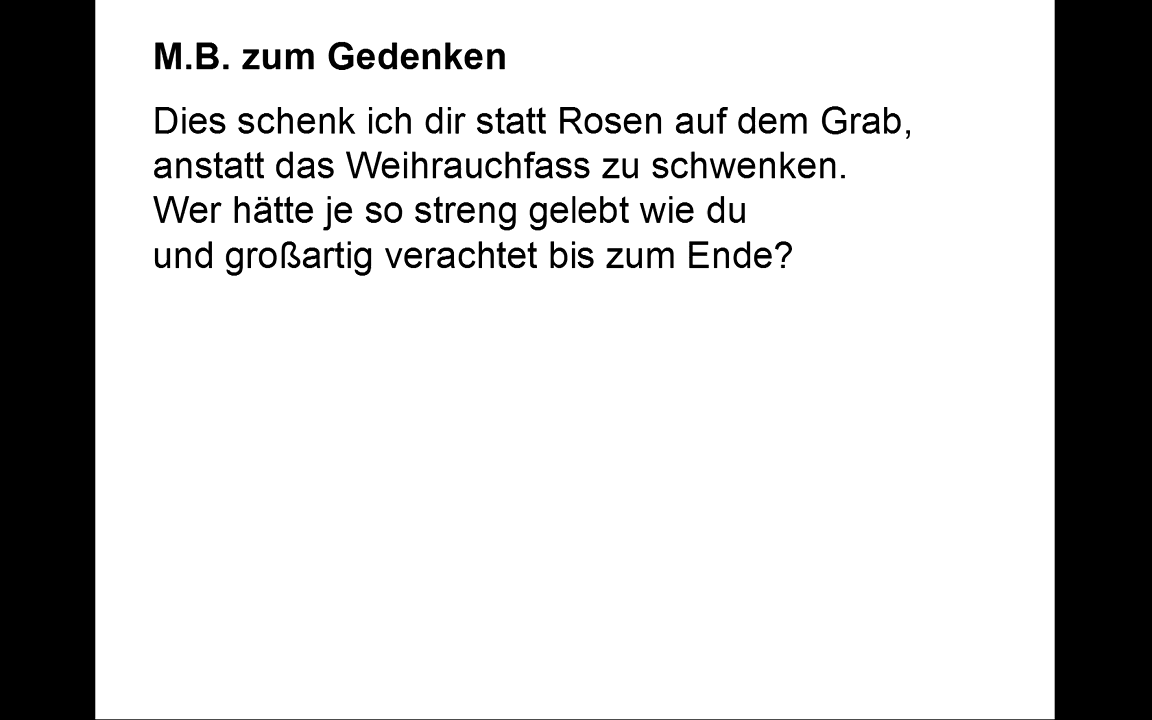 M.B. zum Gedenken
Dies schenk ich dir statt Rosen auf dem Grab,
anstatt das Weihrauchfass zu schwenken.
Wer hätte je so streng gelebt wie du
und großartig verachtet bis zum Ende?